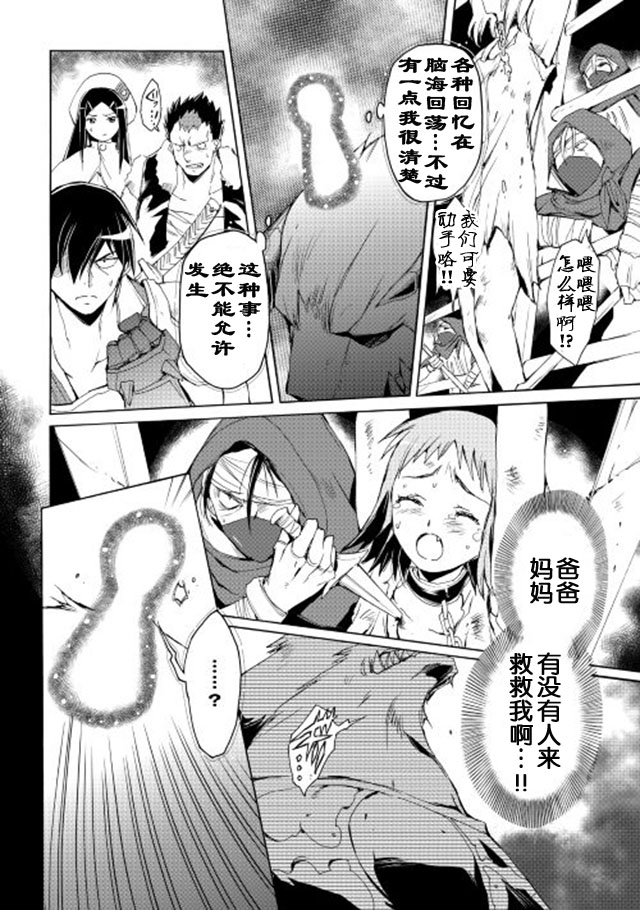 喂喂喂
怎么样啊!?
我们可要
动手咯!!
各种回忆在
脑海回荡…不过
有一点我很清楚
这种事…
绝不能允许
发生
爸爸
妈妈
有没有人来
救救我啊…!!
……?